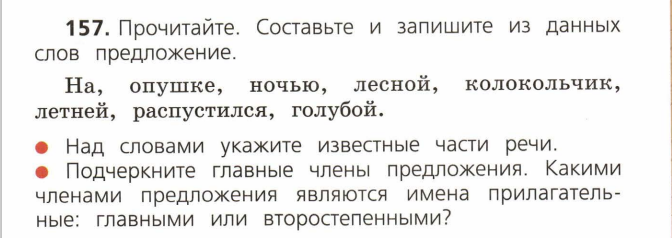 157. Прочитайте. Составьте и запишите из данных
слов предложение.
На, опушке, ночью, лесной, колокольчик,
летней, распустился, голубой.
● Над словами укажите известные части речи.
● Подчеркните главные члены предложения. Какими
членами предложения являются имена прилагатель-
ные: главными или второстепенными?